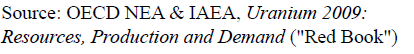 Source: OECD NEA & IAEA, Uranium 2009:
Resources, Production and Demand ("Red Book")